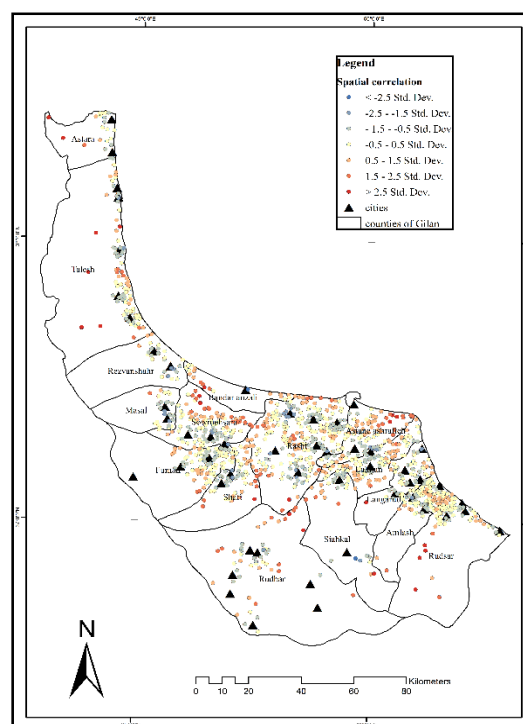 Legend
Spatial correlation
< -2.5 Std. Dev.
-2.5 - -1.5 Std. Dev.
- 1.5 - -0.5 Std. Dev.
-0.5 - 0.5 Std. Dev.
0.5 - 1.5 Std. Dev.
1.5 - 2.5 Std. Dev.
> 2.5 Std. Dev.
cities
counties of Gilan
Astara
Talesh
Rezvanshahr
Bandar anzali
Masal
Rasht
Fuman
Shaft
Langarud
Amlash
Siahkal
Rudsar
Rudbar
N
Kilometers
0 5 10 20 40 60 80